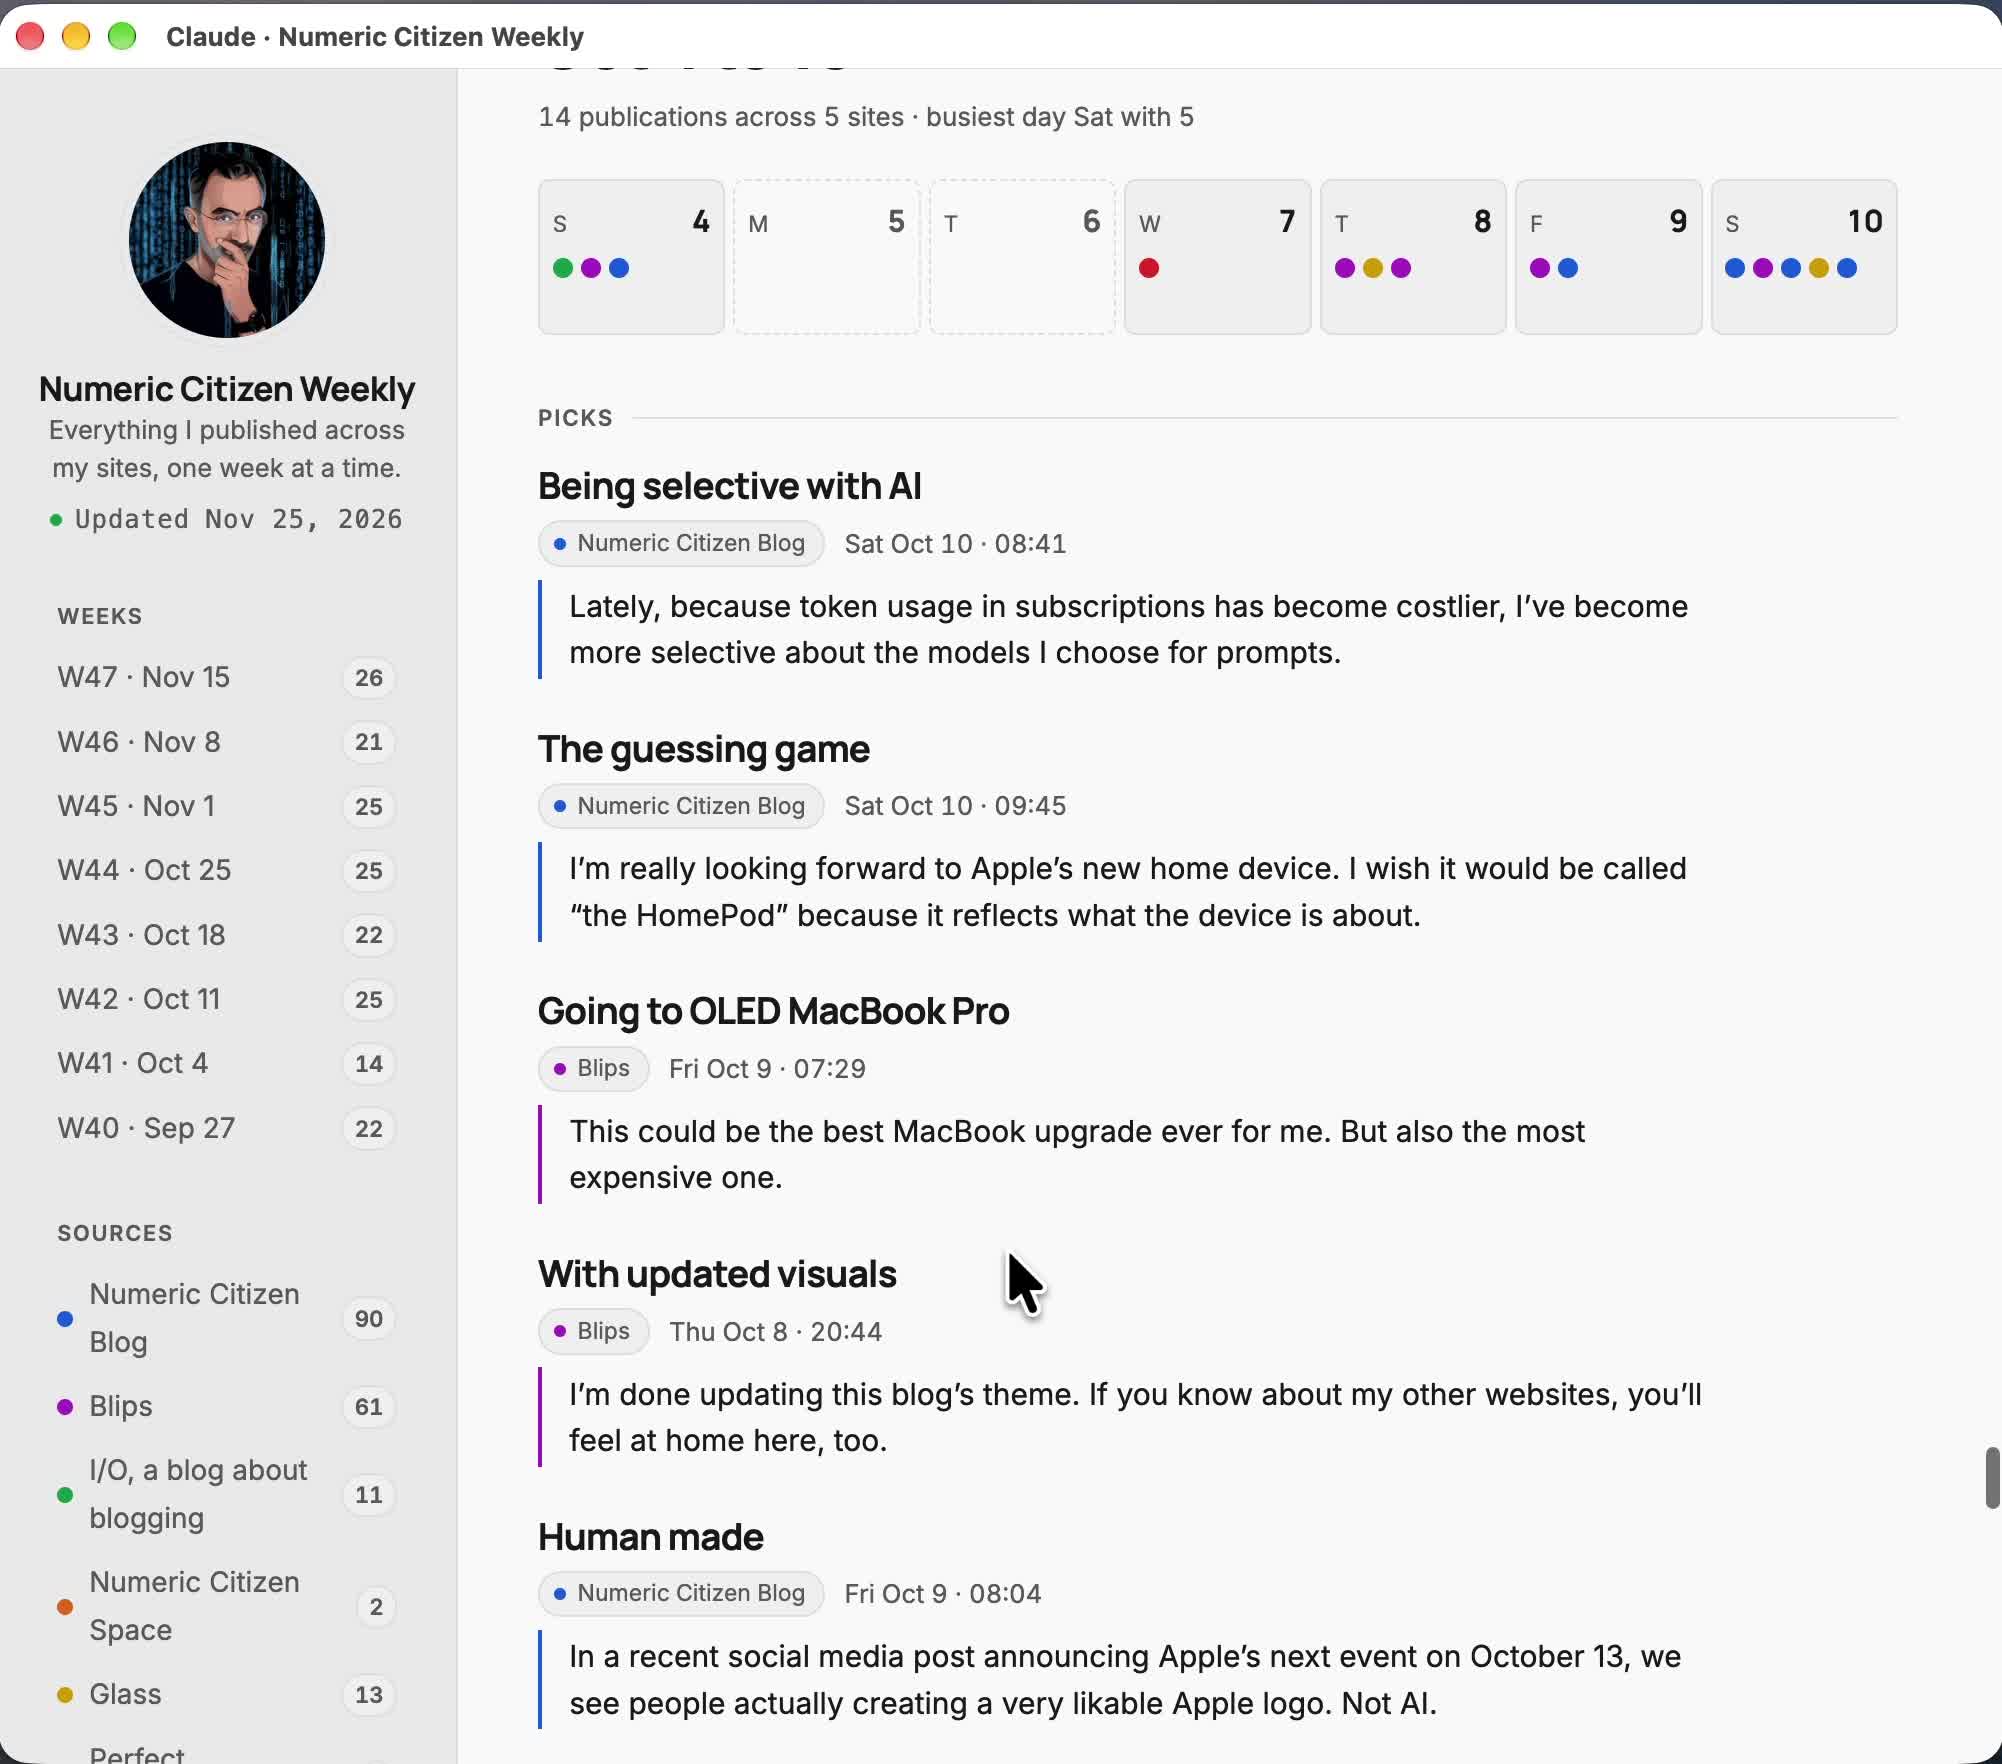 Claude · Numeric Citizen Weekly
Numeric Citizen Weekly
Everything I published across
my sites, one week at a time.
Updated Nov 25, 2026
WEEKS
W47 · Nov 15 26
W46 · Nov 8 21
W45 · Nov 1 25
W44 · Oct 25 25
W43 · Oct 18 22
W42 · Oct 11 25
W41 · Oct 4 14
W40 · Sep 27 22
SOURCES
Numeric Citizen
Blog 90
Blips 61
I/O, a blog about
blogging 11
Numeric Citizen
Space 2
Glass 13
Perfect
14 publications across 5 sites · busiest day Sat with 5
S 4 M 5 T 6 W 7 T 8 F 9 S 10
PICKS
Being selective with AI
Numeric Citizen Blog Sat Oct 10 · 08:41
Lately, because token usage in subscriptions has become costlier, I’ve become
more selective about the models I choose for prompts.
The guessing game
Numeric Citizen Blog Sat Oct 10 · 09:45
I’m really looking forward to Apple’s new home device. I wish it would be called
“the HomePod” because it reflects what the device is about.
Going to OLED MacBook Pro
Blips Fri Oct 9 · 07:29
This could be the best MacBook upgrade ever for me. But also the most
expensive one.
With updated visuals
Blips Thu Oct 8 · 20:44
I’m done updating this blog’s theme. If you know about my other websites, you’ll
feel at home here, too.
Human made
Numeric Citizen Blog Fri Oct 9 · 08:04
In a recent social media post announcing Apple’s next event on October 13, we
see people actually creating a very likable Apple logo. Not AI.